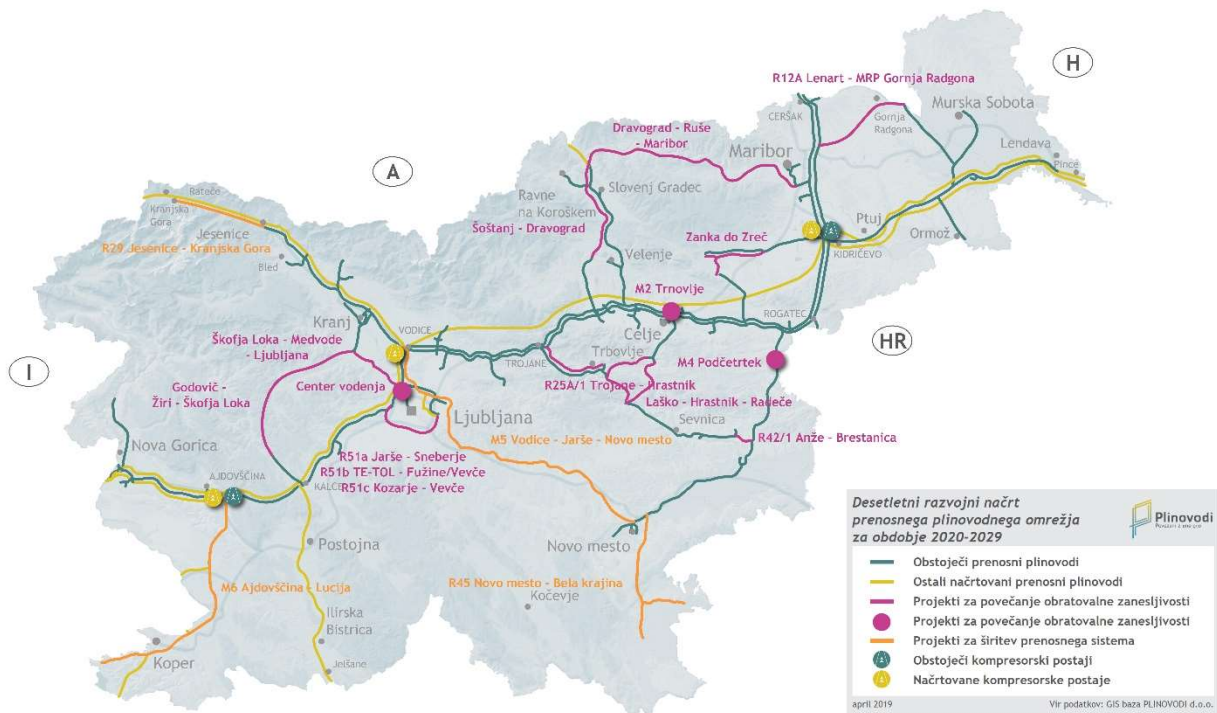 H
R12A Lenart - MRP Gornja Radgona
CERŠAK
Gornja
Radgona
Murska Sobota
Dravograd - Ruše
- Maribor
Maribor
Lendava
Pince
A
Rateče
Kranjska
Gora
Jesenice
R29 Jesenice - Kranjska Gora
Bled
Ravne
na Koroškem
Slovenj Gradec
Šoštanj - Dravograd
Velenje
Zanka do Zreč
Ptuj
KIDRIČEVO
Ormož
M2 Trnovlje
Kranj
VODICE
Celje
ROGATEC
HR
Škofja Loka - Medvode
- Ljubljana
TROJANE
Trbovlje
M4 Podčetrtek
I
Godovič -
Žiri - Škofja Loka
Center vodenja
R25A/1 Trojane - Hrastnik
Laško - Hrastnik - Radeče
Ljubljana
Sevnica
Nova Gorica
M5 Vodice - Jarše - Novo mesto
R42/1 Anže - Brestanica
R51a Jarše - Sneberje
R51b TE-TOL - Fužine/Vevče
R51c Kozarje - Vevče
AJDOVŠČINA
KALCE
Postojna
Novo mesto
M6 Ajdovščina - Lucija
R45 Novo mesto - Bela krajina
Kočevje
Ilirska
Bistrica
Koper
Jelšane
Desetletni razvojni načrt
prenosnega plinovodnega omrežja
za obdobje 2020-2029
Plinovodi
Obstoječi prenosni plinovodi
Ostali načrtovani prenosni plinovodi
Projekti za povečanje obratovalne zanesljivosti
Projekti za povečanje obratovalne zanesljivosti
Projekti za širitev prenosnega sistema
Obstoječi kompresorski postaji
Načrtovane kompresorske postaje
april 2019
Vir podatkov: GIS baza PLINOVODI d.o.o.